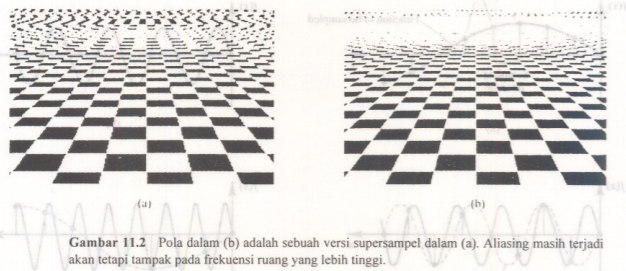 (a)
(b)
Gambar 11.2 Pola dalam (b) adalah sebuah versi supersampel dalam (a). Aliasing masih terjadi
akan tetapi tampak pada frekuensi ruang yang lebih tinggi.